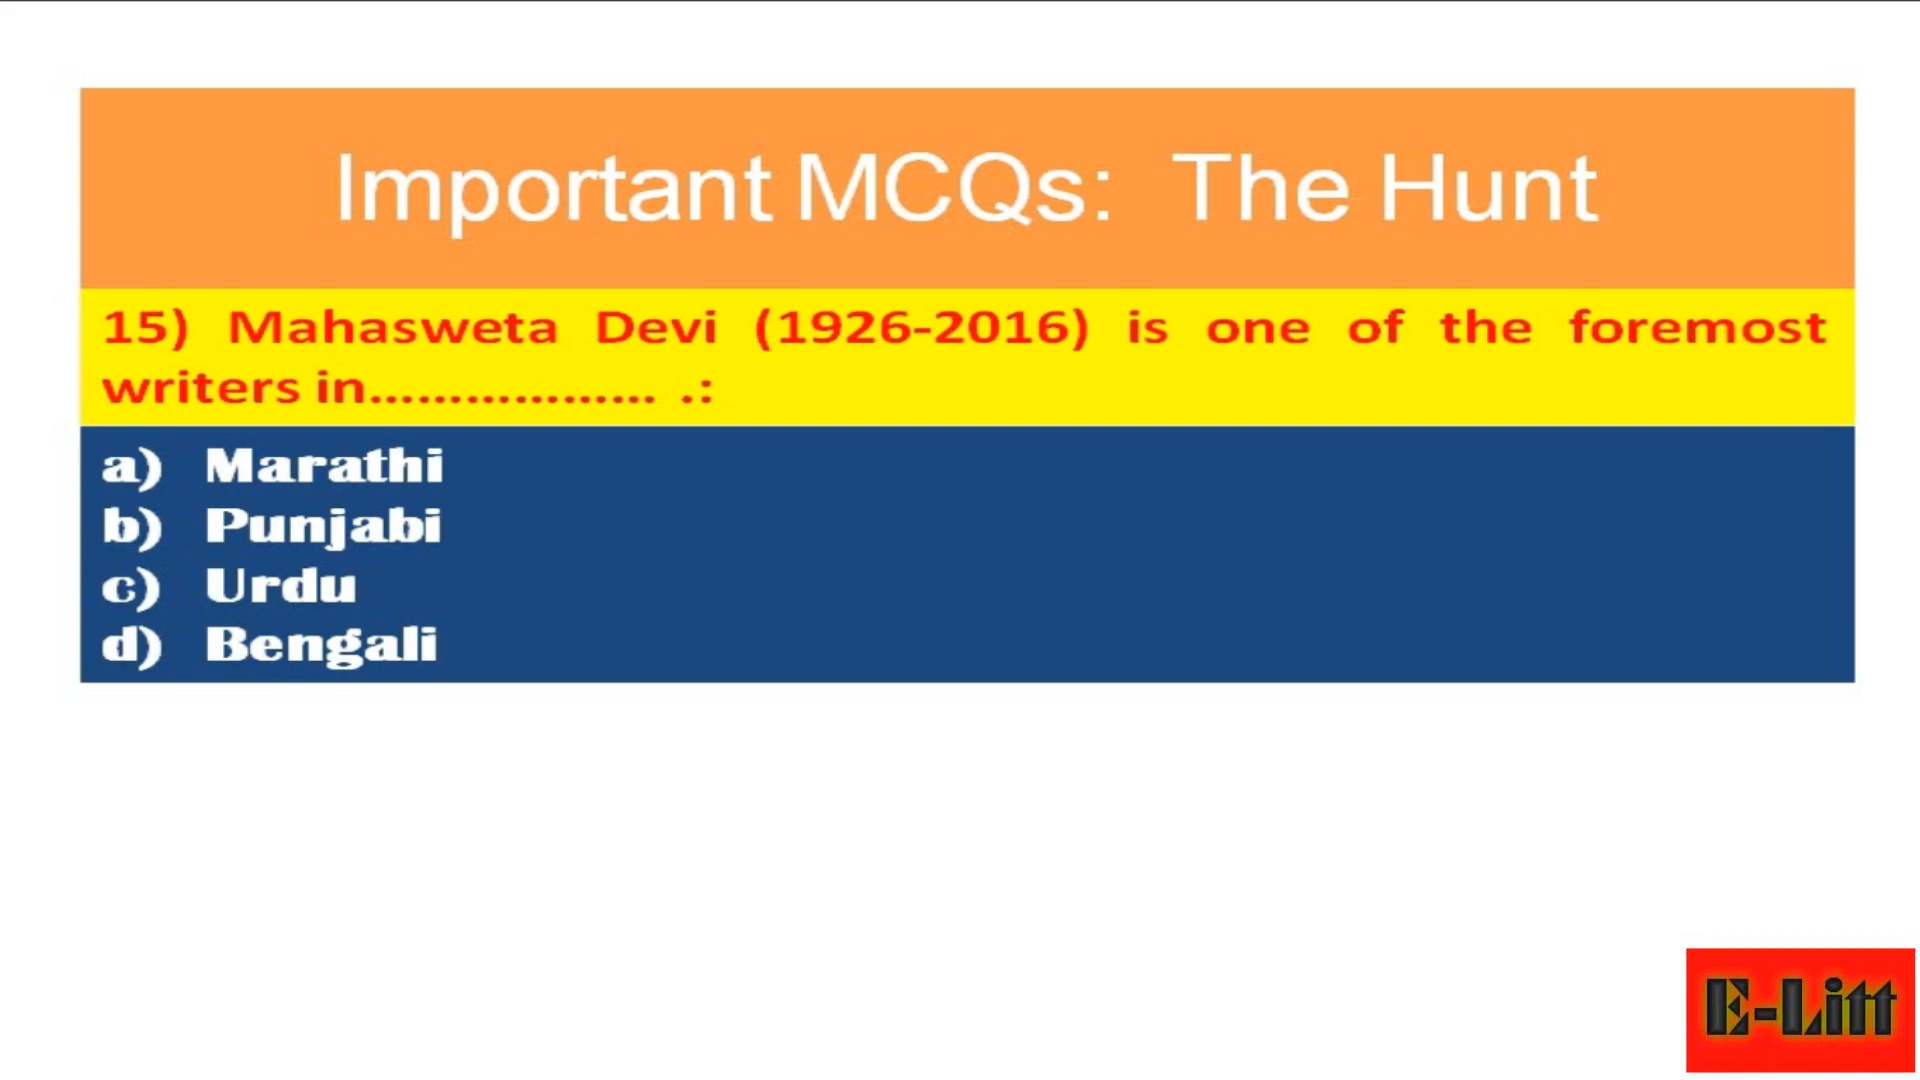 Important MCQs: The Hunt
15) Mahasweta Devi (1926-2016) is one of the foremost
writers in.................. .:
a) Marathi
b) Punjabi
c) Urdu
d) Bengali
E-Litt